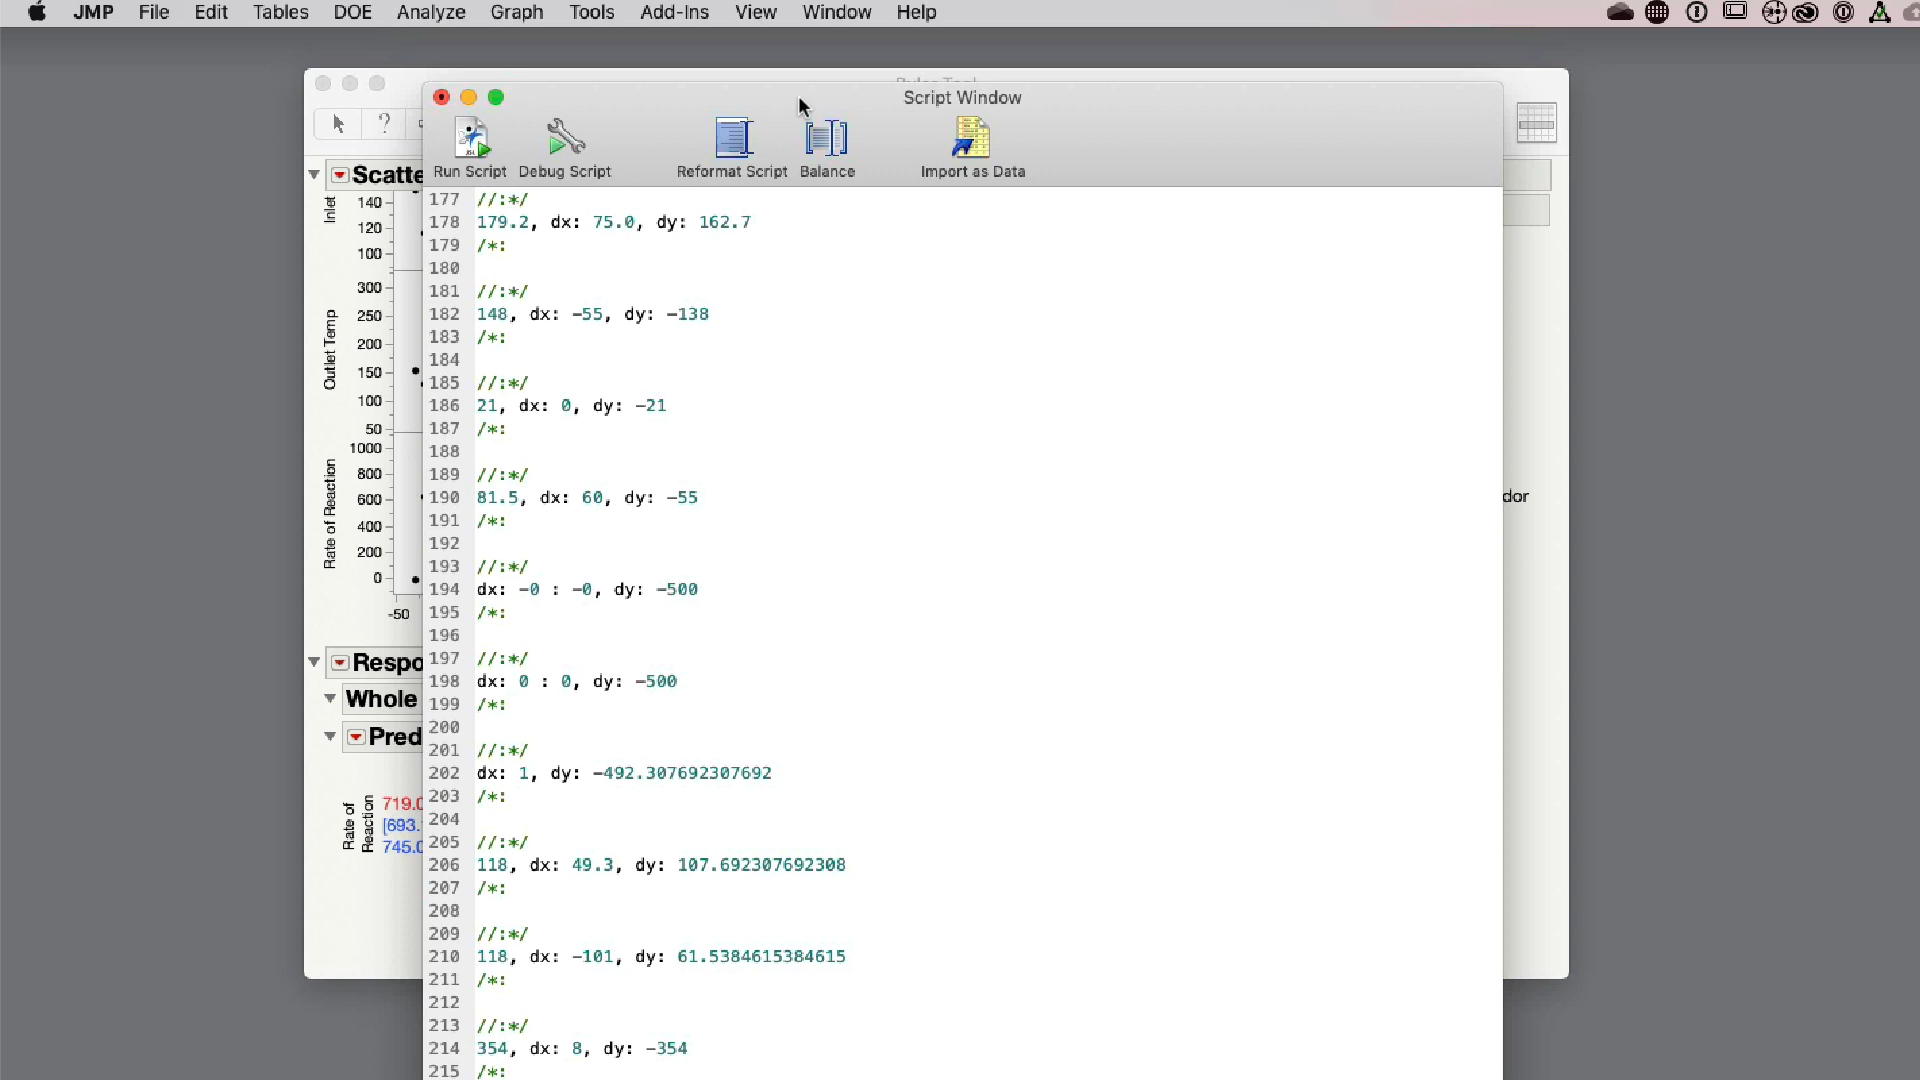 JMP File Edit Tables DOE Analyze Graph Tools Add-Ins View Window Help
Script Window
Run Script Debug Script Reformat Script Balance Import as Data
Scatte
Inlet
140
120
100
Outlet Temp
300
250
200
150
100
50
Rate of Reaction
1000
800
600
400
200
0
-50
Respo
Whole
Pred
Rate of
Reaction
719.0
[693.
745.0
177 //:*/
178 179.2, dx: 75.0, dy: 162.7
179 /*:
180
181 //:*/
182 148, dx: -55, dy: -138
183 /*:
184
185 //:*/
186 21, dx: 0, dy: -21
187 /*:
188
189 //:*/
190 81.5, dx: 60, dy: -55
191 /*:
192
193 //:*/
194 dx: -0 : -0, dy: -500
195 /*:
196
197 //:*/
198 dx: 0 : 0, dy: -500
199 /*:
200
201 //:*/
202 dx: 1, dy: -492.307692307692
203 /*:
204
205 //:*/
206 118, dx: 49.3, dy: 107.692307692308
207 /*:
208
209 //:*/
210 118, dx: -101, dy: 61.5384615384615
211 /*:
212
213 //:*/
214 354, dx: 8, dy: -354
215 /*:
dor